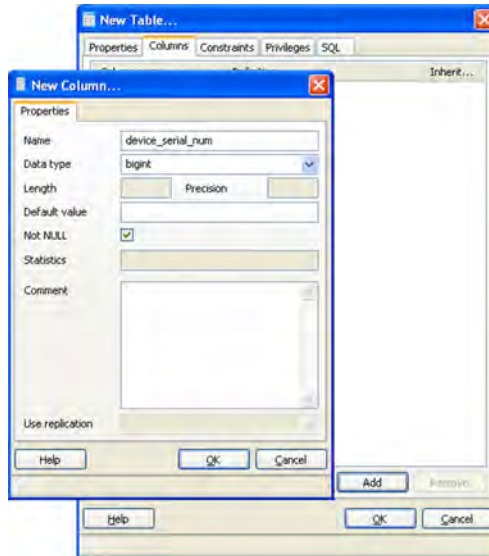 New Table...
Properties Columns Constraints Privileges SQL
Inherit...
New Column...
Properties
Name device_serial_num
Data type bigint
Length Precision
Default value
Not NULL
Statistics
Comment
Use replication
Help OK Cancel
Add Remove
Help OK Cancel